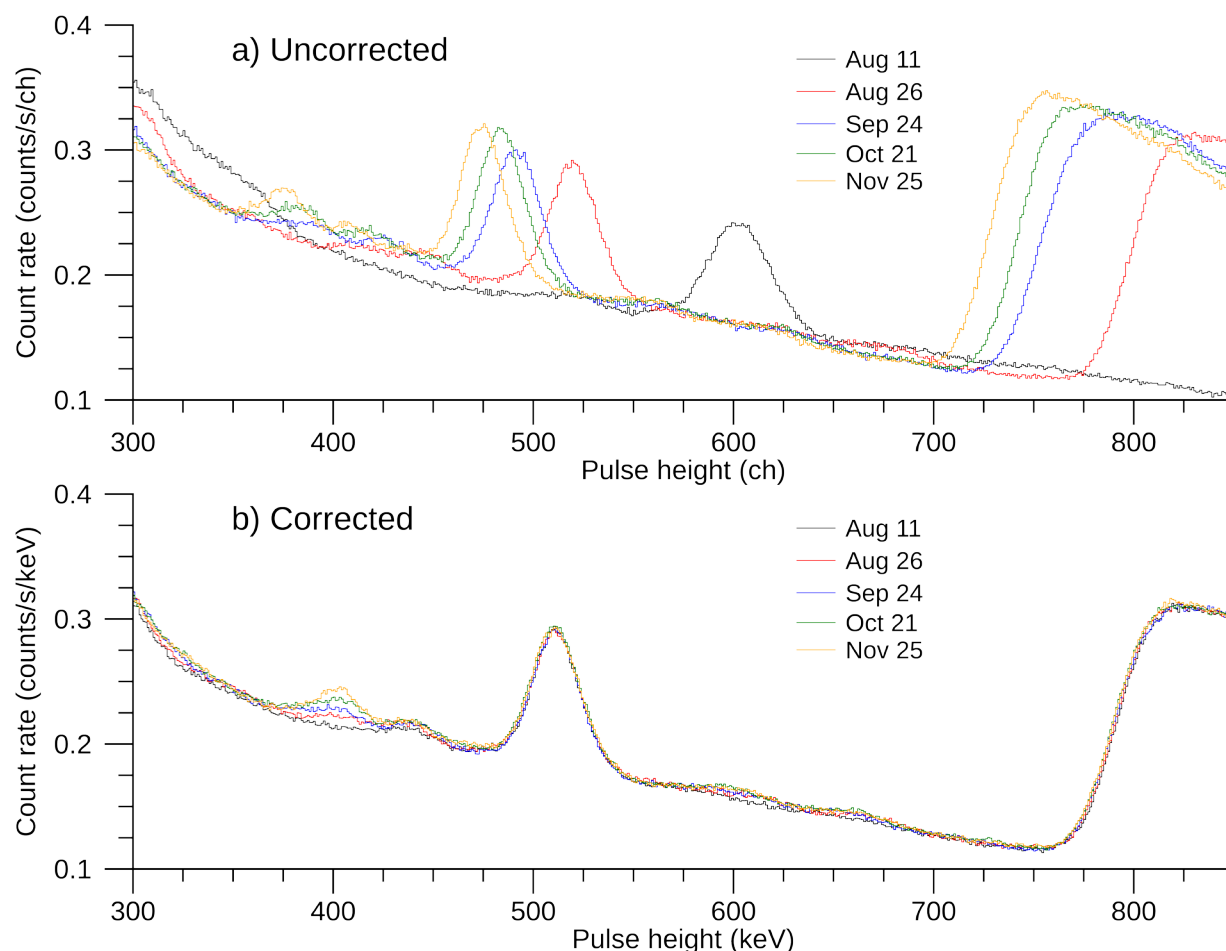 a) Uncorrected
Aug 11
Aug 26
Sep 24
Oct 21
Nov 25
0.4
0.3
0.2
0.1
Count rate (counts/s/ch)
300 400 500 600 700 800
Pulse height (ch)
b) Corrected
Aug 11
Aug 26
Sep 24
Oct 21
Nov 25
0.4
0.3
0.2
0.1
Count rate (counts/s/keV)
300 400 500 600 700 800
Pulse height (keV)